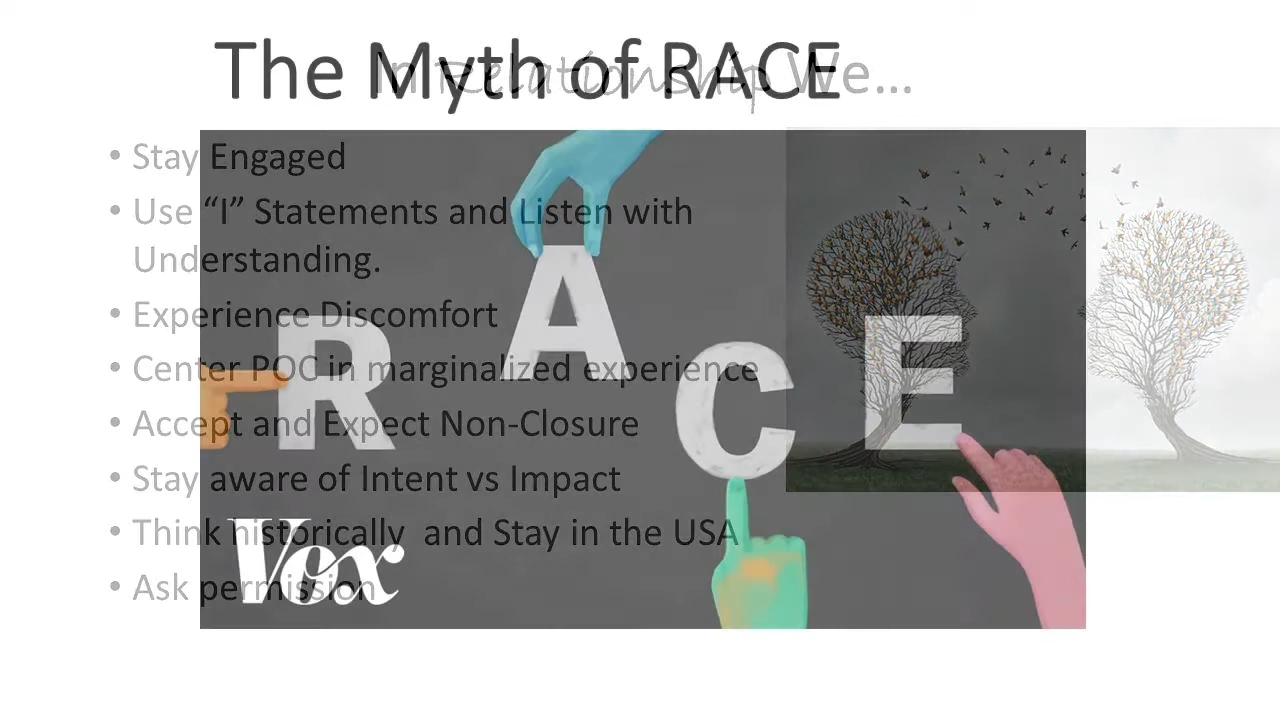 The Myth of RACE
In Relationship We...
• Stay Engaged
• Use “I” Statements and Listen with
Understanding.
• Experience Discomfort
• Center POC in marginalized experience
• Accept and Expect Non-Closure
• Stay aware of Intent vs Impact
• Think historically and Stay in the USA
• Ask permission
R A C E
Vox